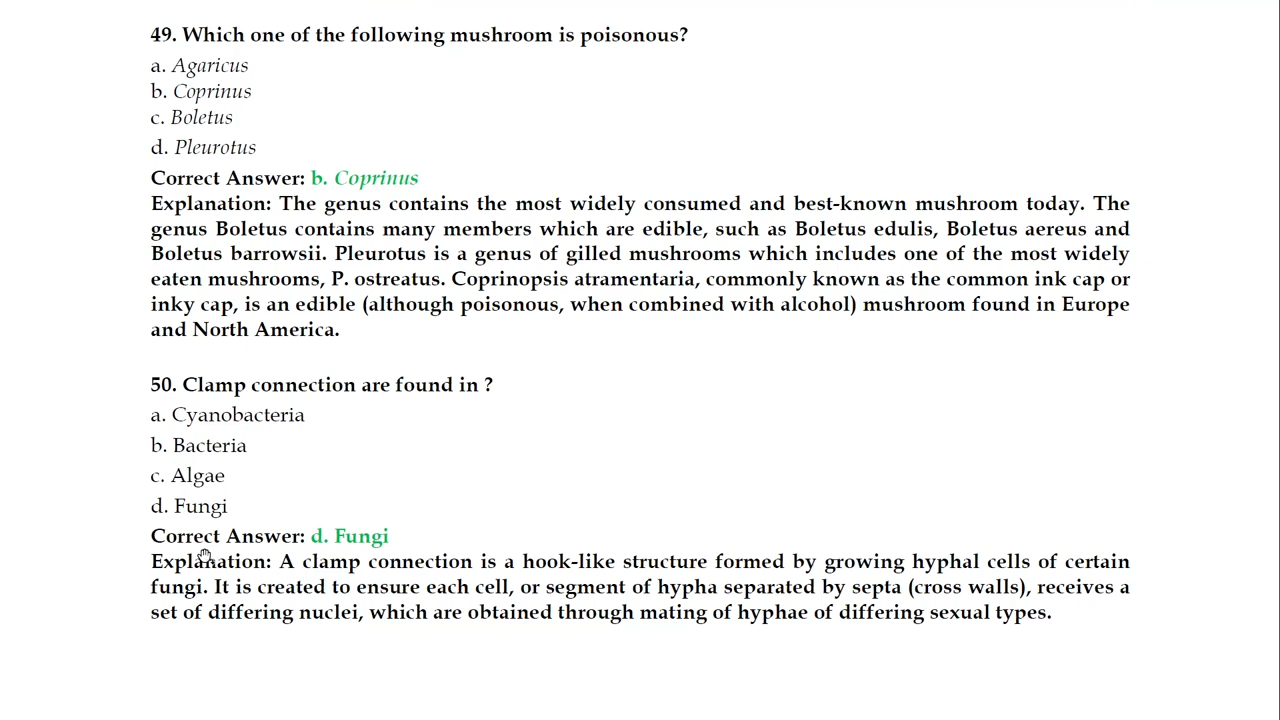 49. Which one of the following mushroom is poisonous?
a. Agaricus
b. Coprinus
c. Boletus
d. Pleurotus
Correct Answer: b. Coprinus
Explanation: The genus contains the most widely consumed and best-known mushroom today. The
genus Boletus contains many members which are edible, such as Boletus edulis, Boletus aereus and
Boletus barrowsii. Pleurotus is a genus of gilled mushrooms which includes one of the most widely
eaten mushrooms, P. ostreatus. Coprinopsis atramentaria, commonly known as the common ink cap or
inky cap, is an edible (although poisonous, when combined with alcohol) mushroom found in Europe
and North America.
50. Clamp connection are found in ?
a. Cyanobacteria
b. Bacteria
c. Algae
d. Fungi
Correct Answer: d. Fungi
Explanation: A clamp connection is a hook-like structure formed by growing hyphal cells of certain
fungi. It is created to ensure each cell, or segment of hypha separated by septa (cross walls), receives a
set of differing nuclei, which are obtained through mating of hyphae of differing sexual types.